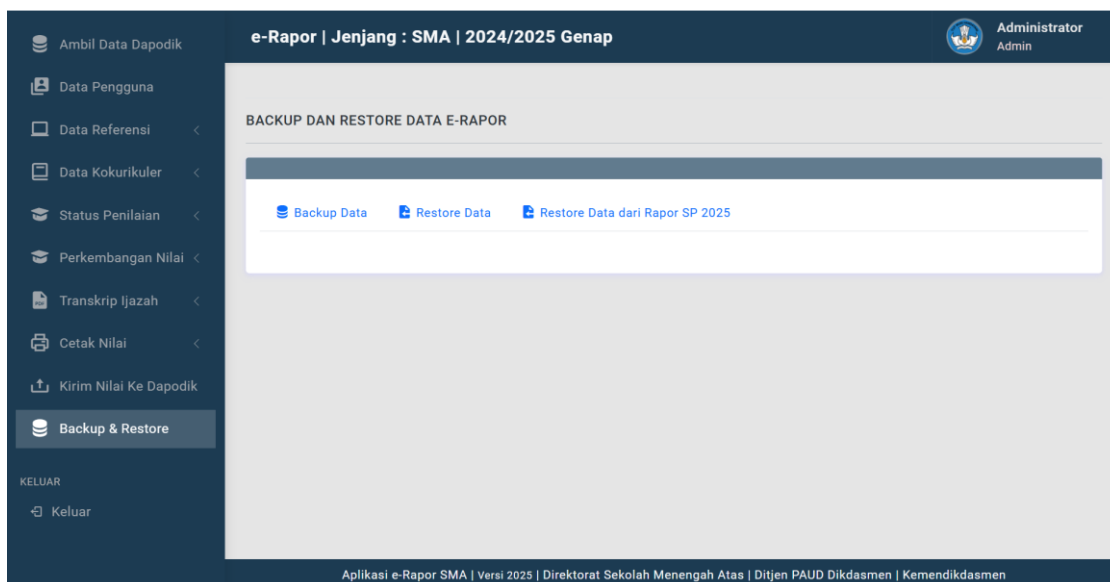 Ambil Data Dapodik
Data Pengguna
Data Referensi
Data Kokurikuler
Status Penilaian
Perkembangan Nilai
Transkrip Ijazah
Cetak Nilai
Kirim Nilai Ke Dapodik
Backup & Restore
KELUAR
Keluar
e-Rapor | Jenjang : SMA | 2024/2025 Genap
Administrator
Admin
BACKUP DAN RESTORE DATA E-RAPOR
Backup Data Restore Data Restore Data dari Rapor SP 2025
Aplikasi e-Rapor SMA | Versi 2025 | Direktorat Sekolah Menengah Atas | Ditjen PAUD Dikdasmen | Kemendikdasmen